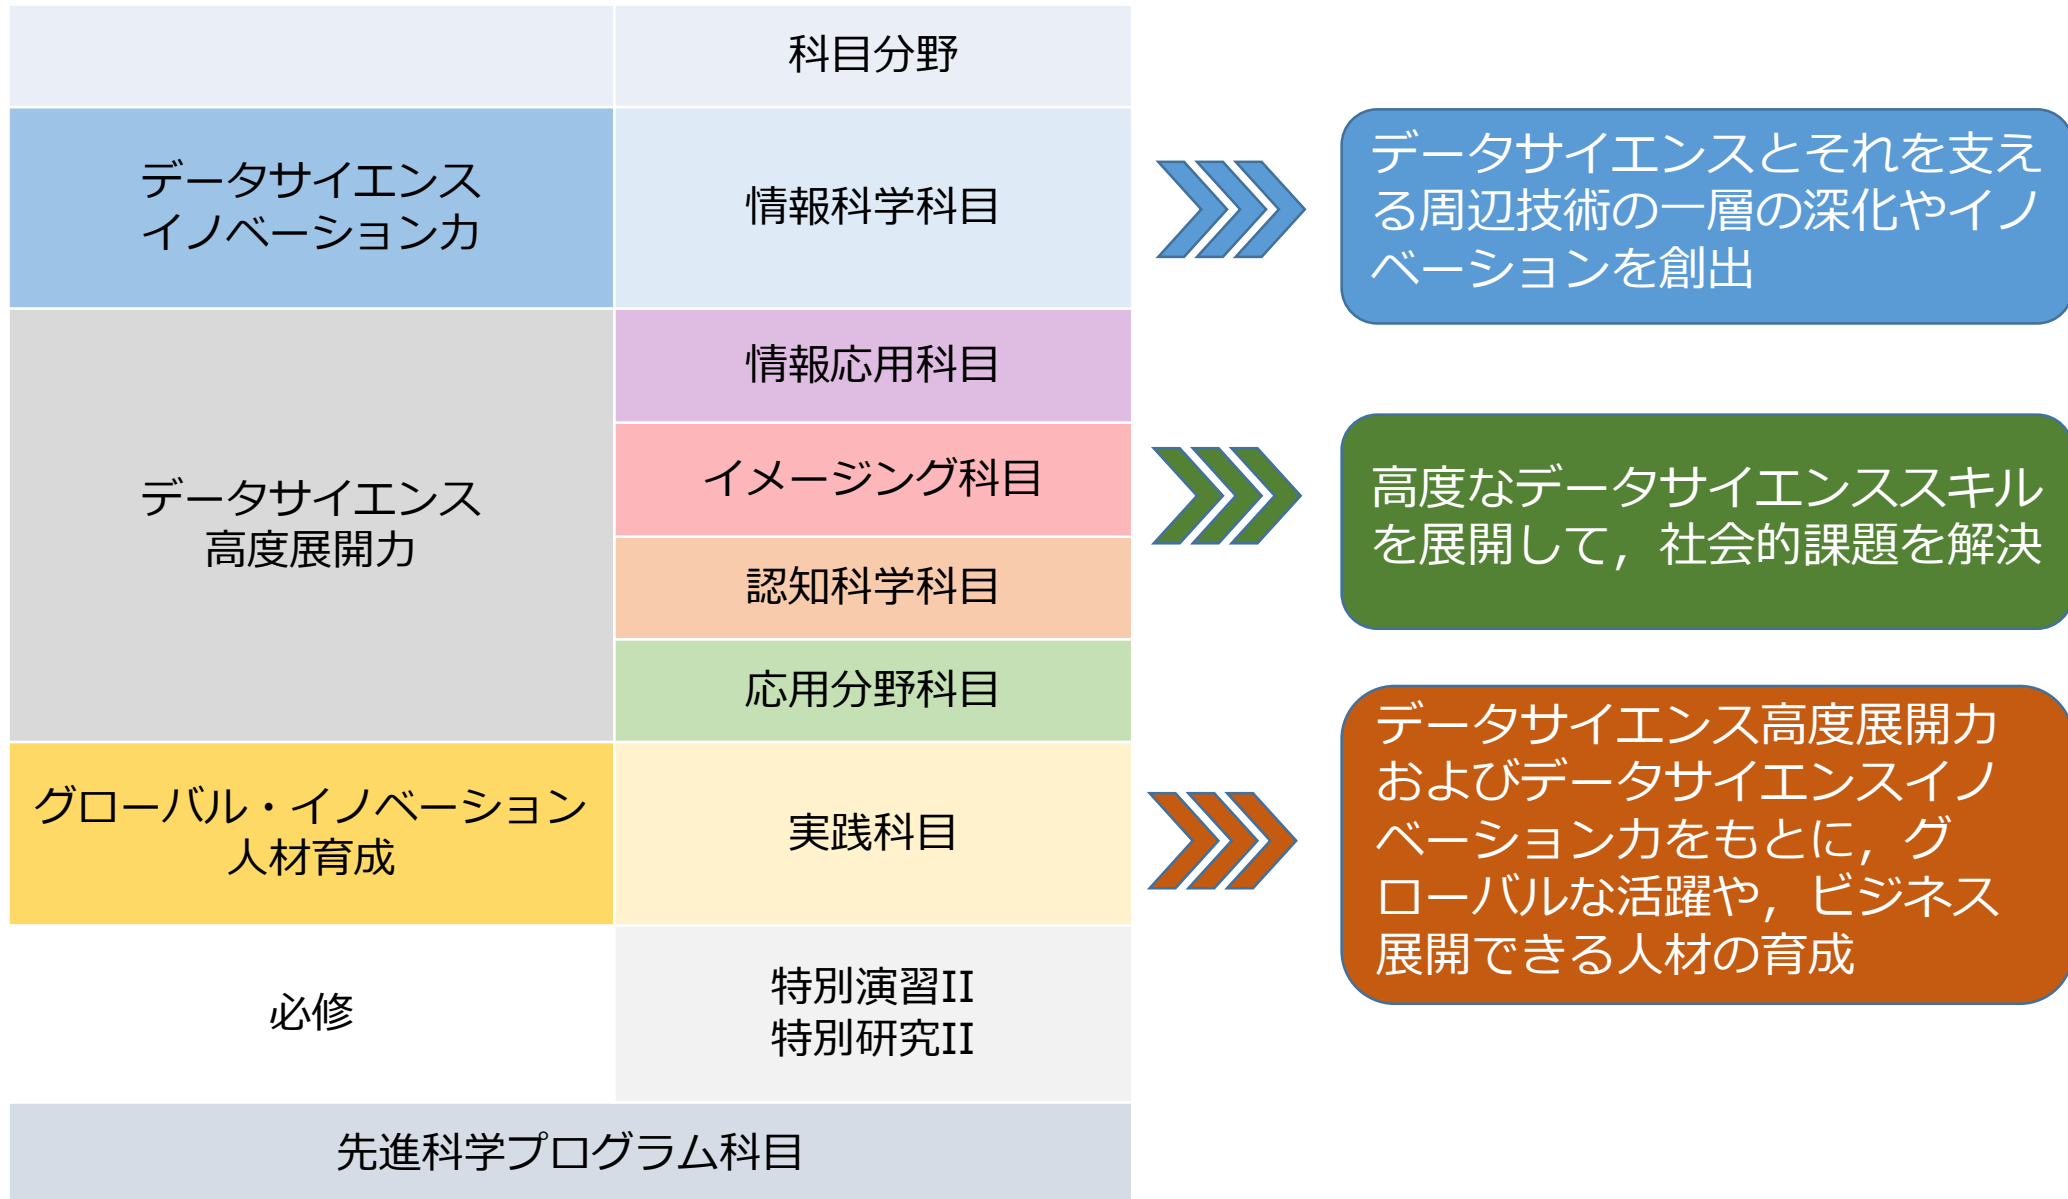 科目分野
データサイエンス
イノベーション力
情報科学科目
データサイエンスとそれを支え
る周辺技術の一層の深化やイノ
ベーションを創出
データサイエンス
高度展開力
情報応用科目
イメージング科目
認知科学科目
応用分野科目
高度なデータサイエンススキル
を展開して，社会的課題を解決
グローバル・イノベーション
人材育成
実践科目
データサイエンス高度展開力
およびデータサイエンスイノ
ベーション力をもとに，グ
ローバルな活躍や，ビジネス
展開できる人材の育成
必修
特別演習II
特別研究II
先進科学プログラム科目